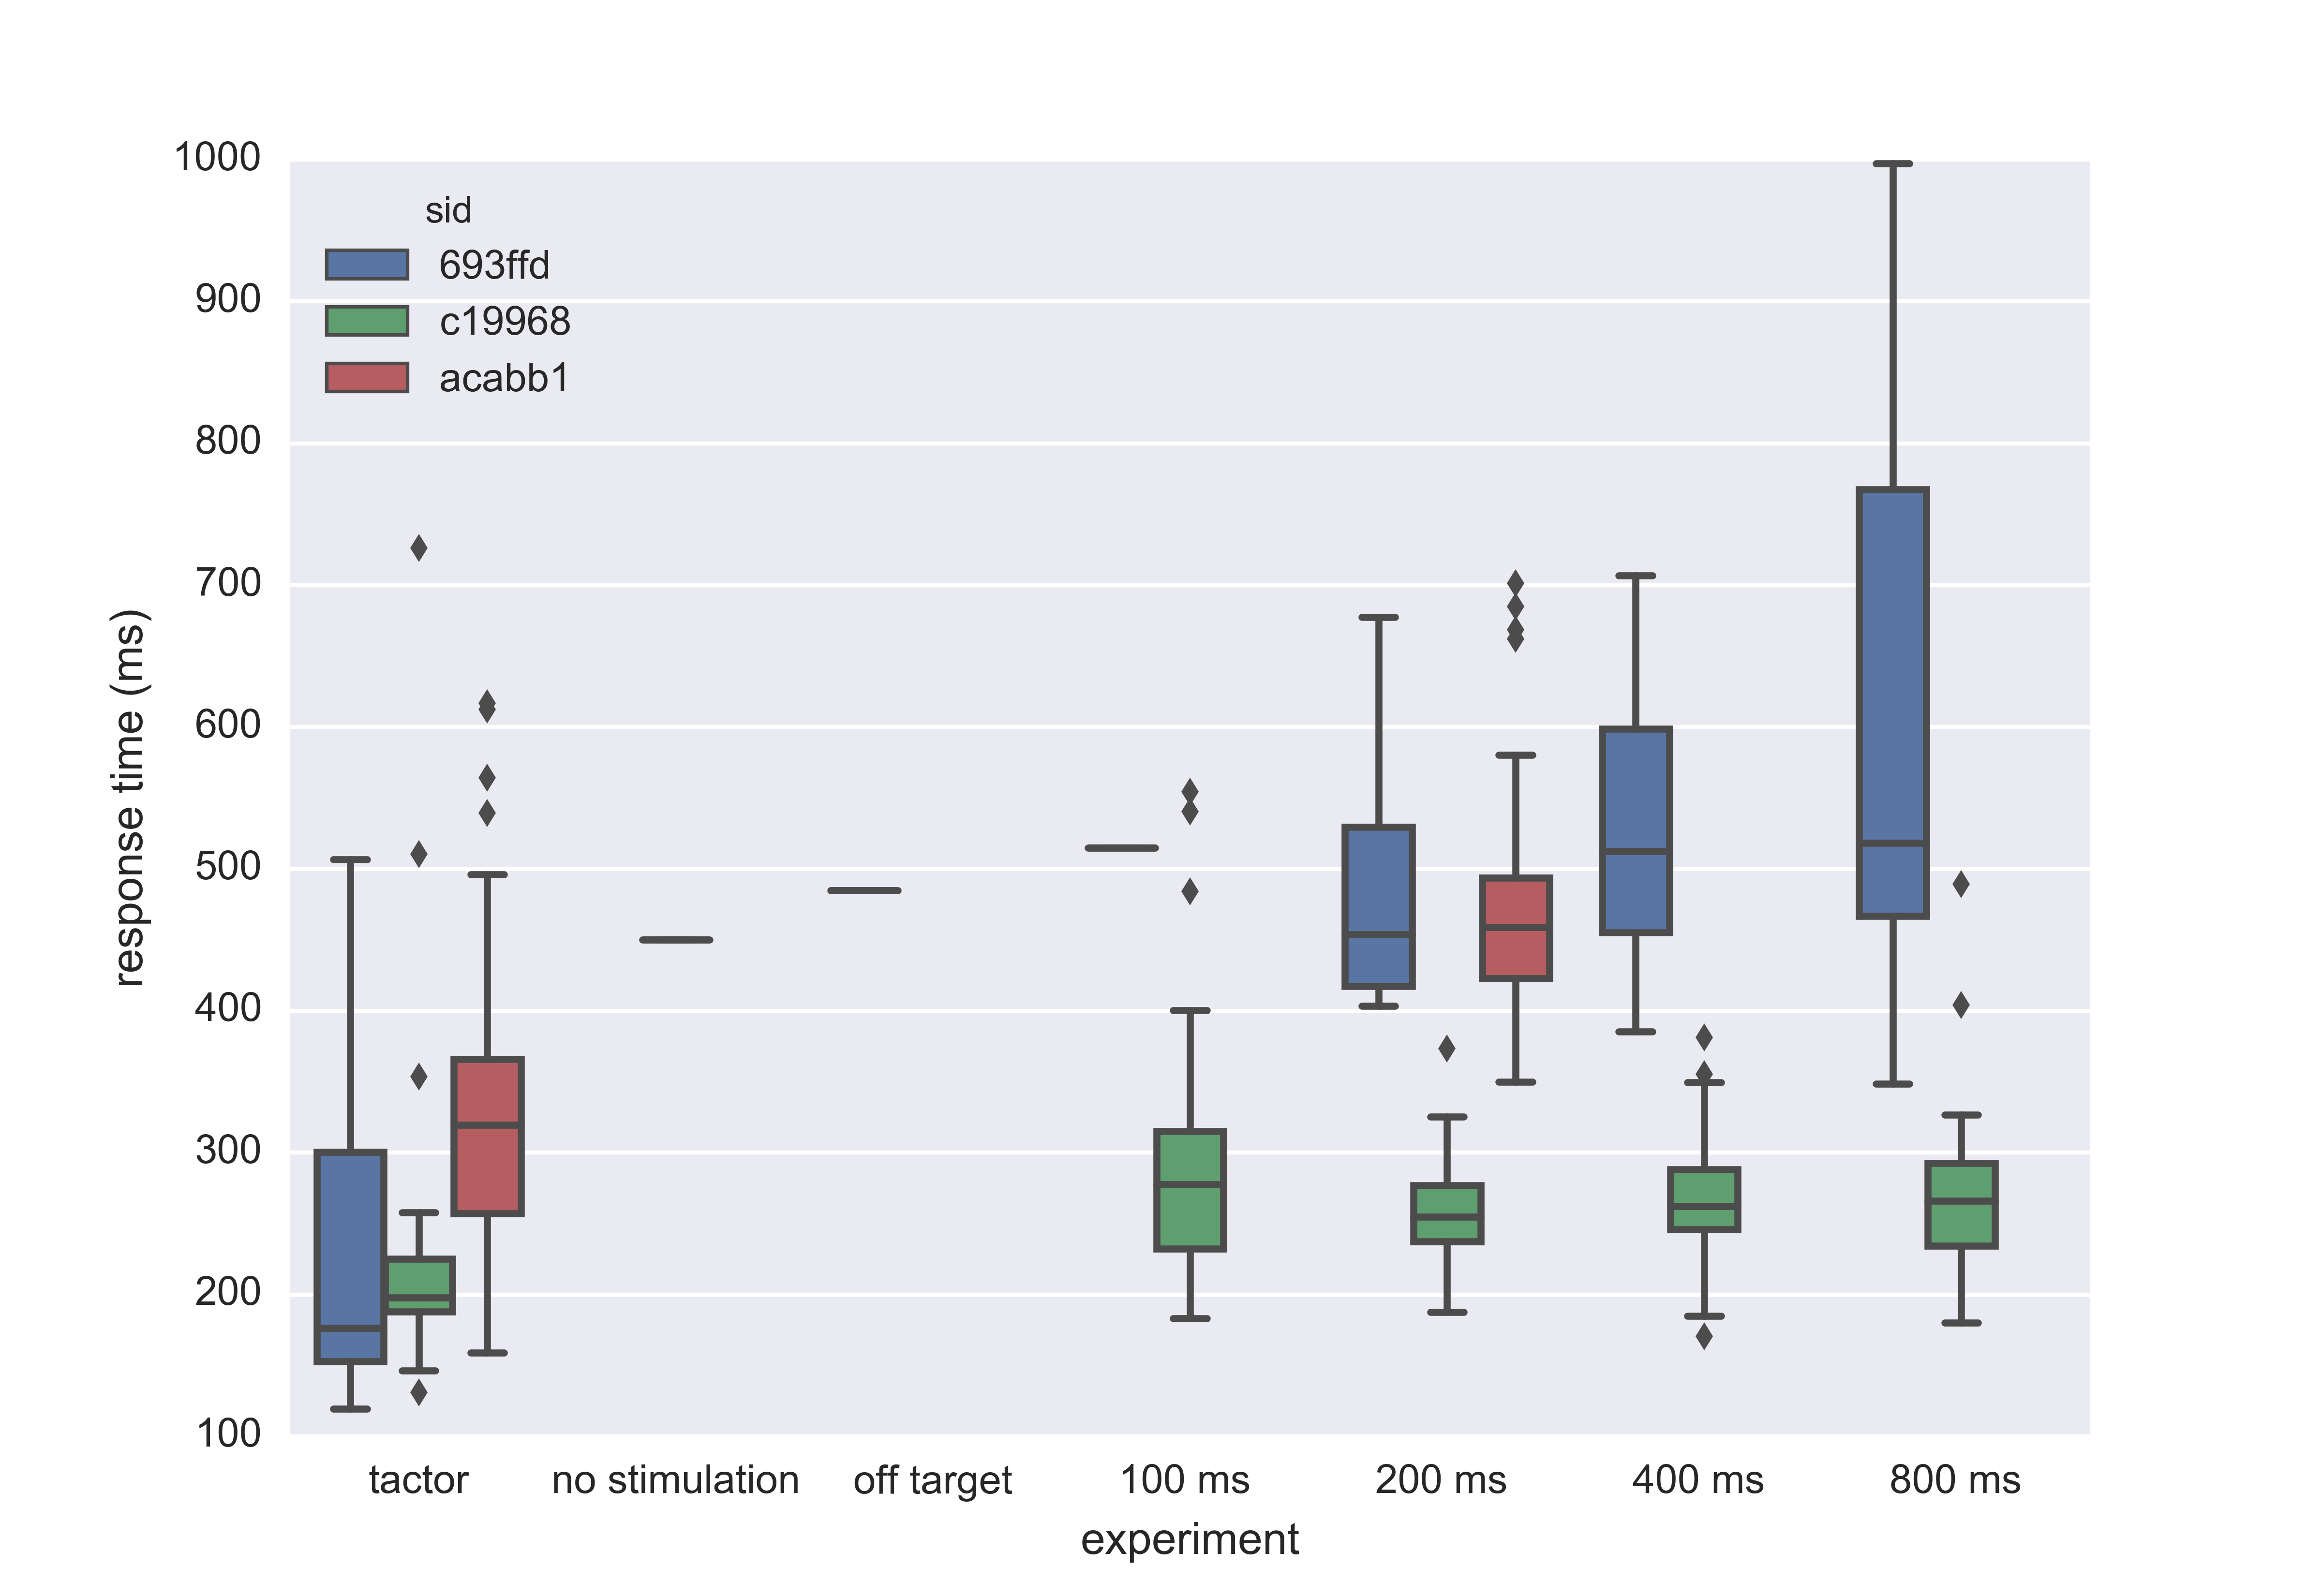 1000
900
800
700
600
500
400
300
200
100
response time (ms)
sid
693ffd
c19968
acabb1
tactor
no stimulation
off target
100 ms
200 ms
400 ms
800 ms
experiment